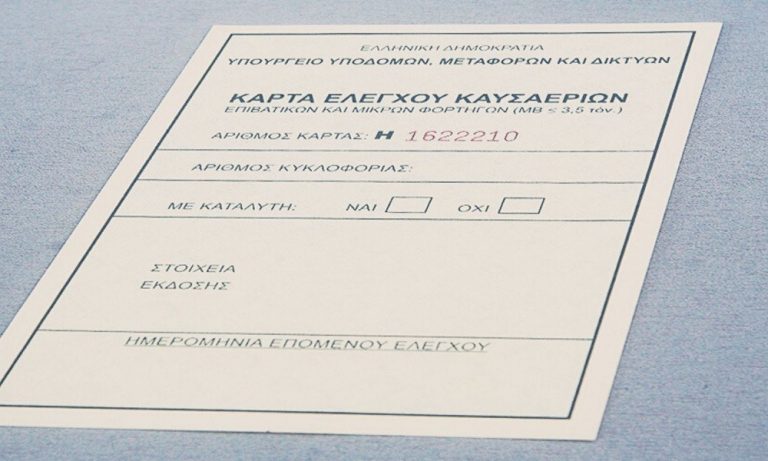 ΕΛΛΗΝΙΚΗ ΔΗΜΟΚΡΑΤΙΑ
ΥΠΟΥΡΓΕΙΟ ΥΠΟΔΟΜΩΝ, ΜΕΤΑΦΟΡΩΝ ΚΑΙ ΔΙΚΤΥΩΝ
ΚΑΡΤΑ ΕΛΕΓΧΟΥ ΚΑΥΣΑΕΡΙΩΝ
ΕΠΙΒΑΤΙΚΩΝ ΚΑΙ ΜΙΚΡΩΝ ΦΟΡΤΗΓΩΝ (ΜΒ ≤ 3,5 τόν.)
ΑΡΙΘΜΟΣ ΚΑΡΤΑΣ: Η 1622210
ΑΡΙΘΜΟΣ ΚΥΚΛΟΦΟΡΙΑΣ:
ΜΕ ΚΑΤΑΛΥΤΗ: ΝΑΙ ΟΧΙ
ΣΤΟΙΧΕΙΑ
ΕΚΔΟΣΗΣ
ΗΜΕΡΟΜΗΝΙΑ ΕΠΟΜΕΝΟΥ ΕΛΕΓΧΟΥ